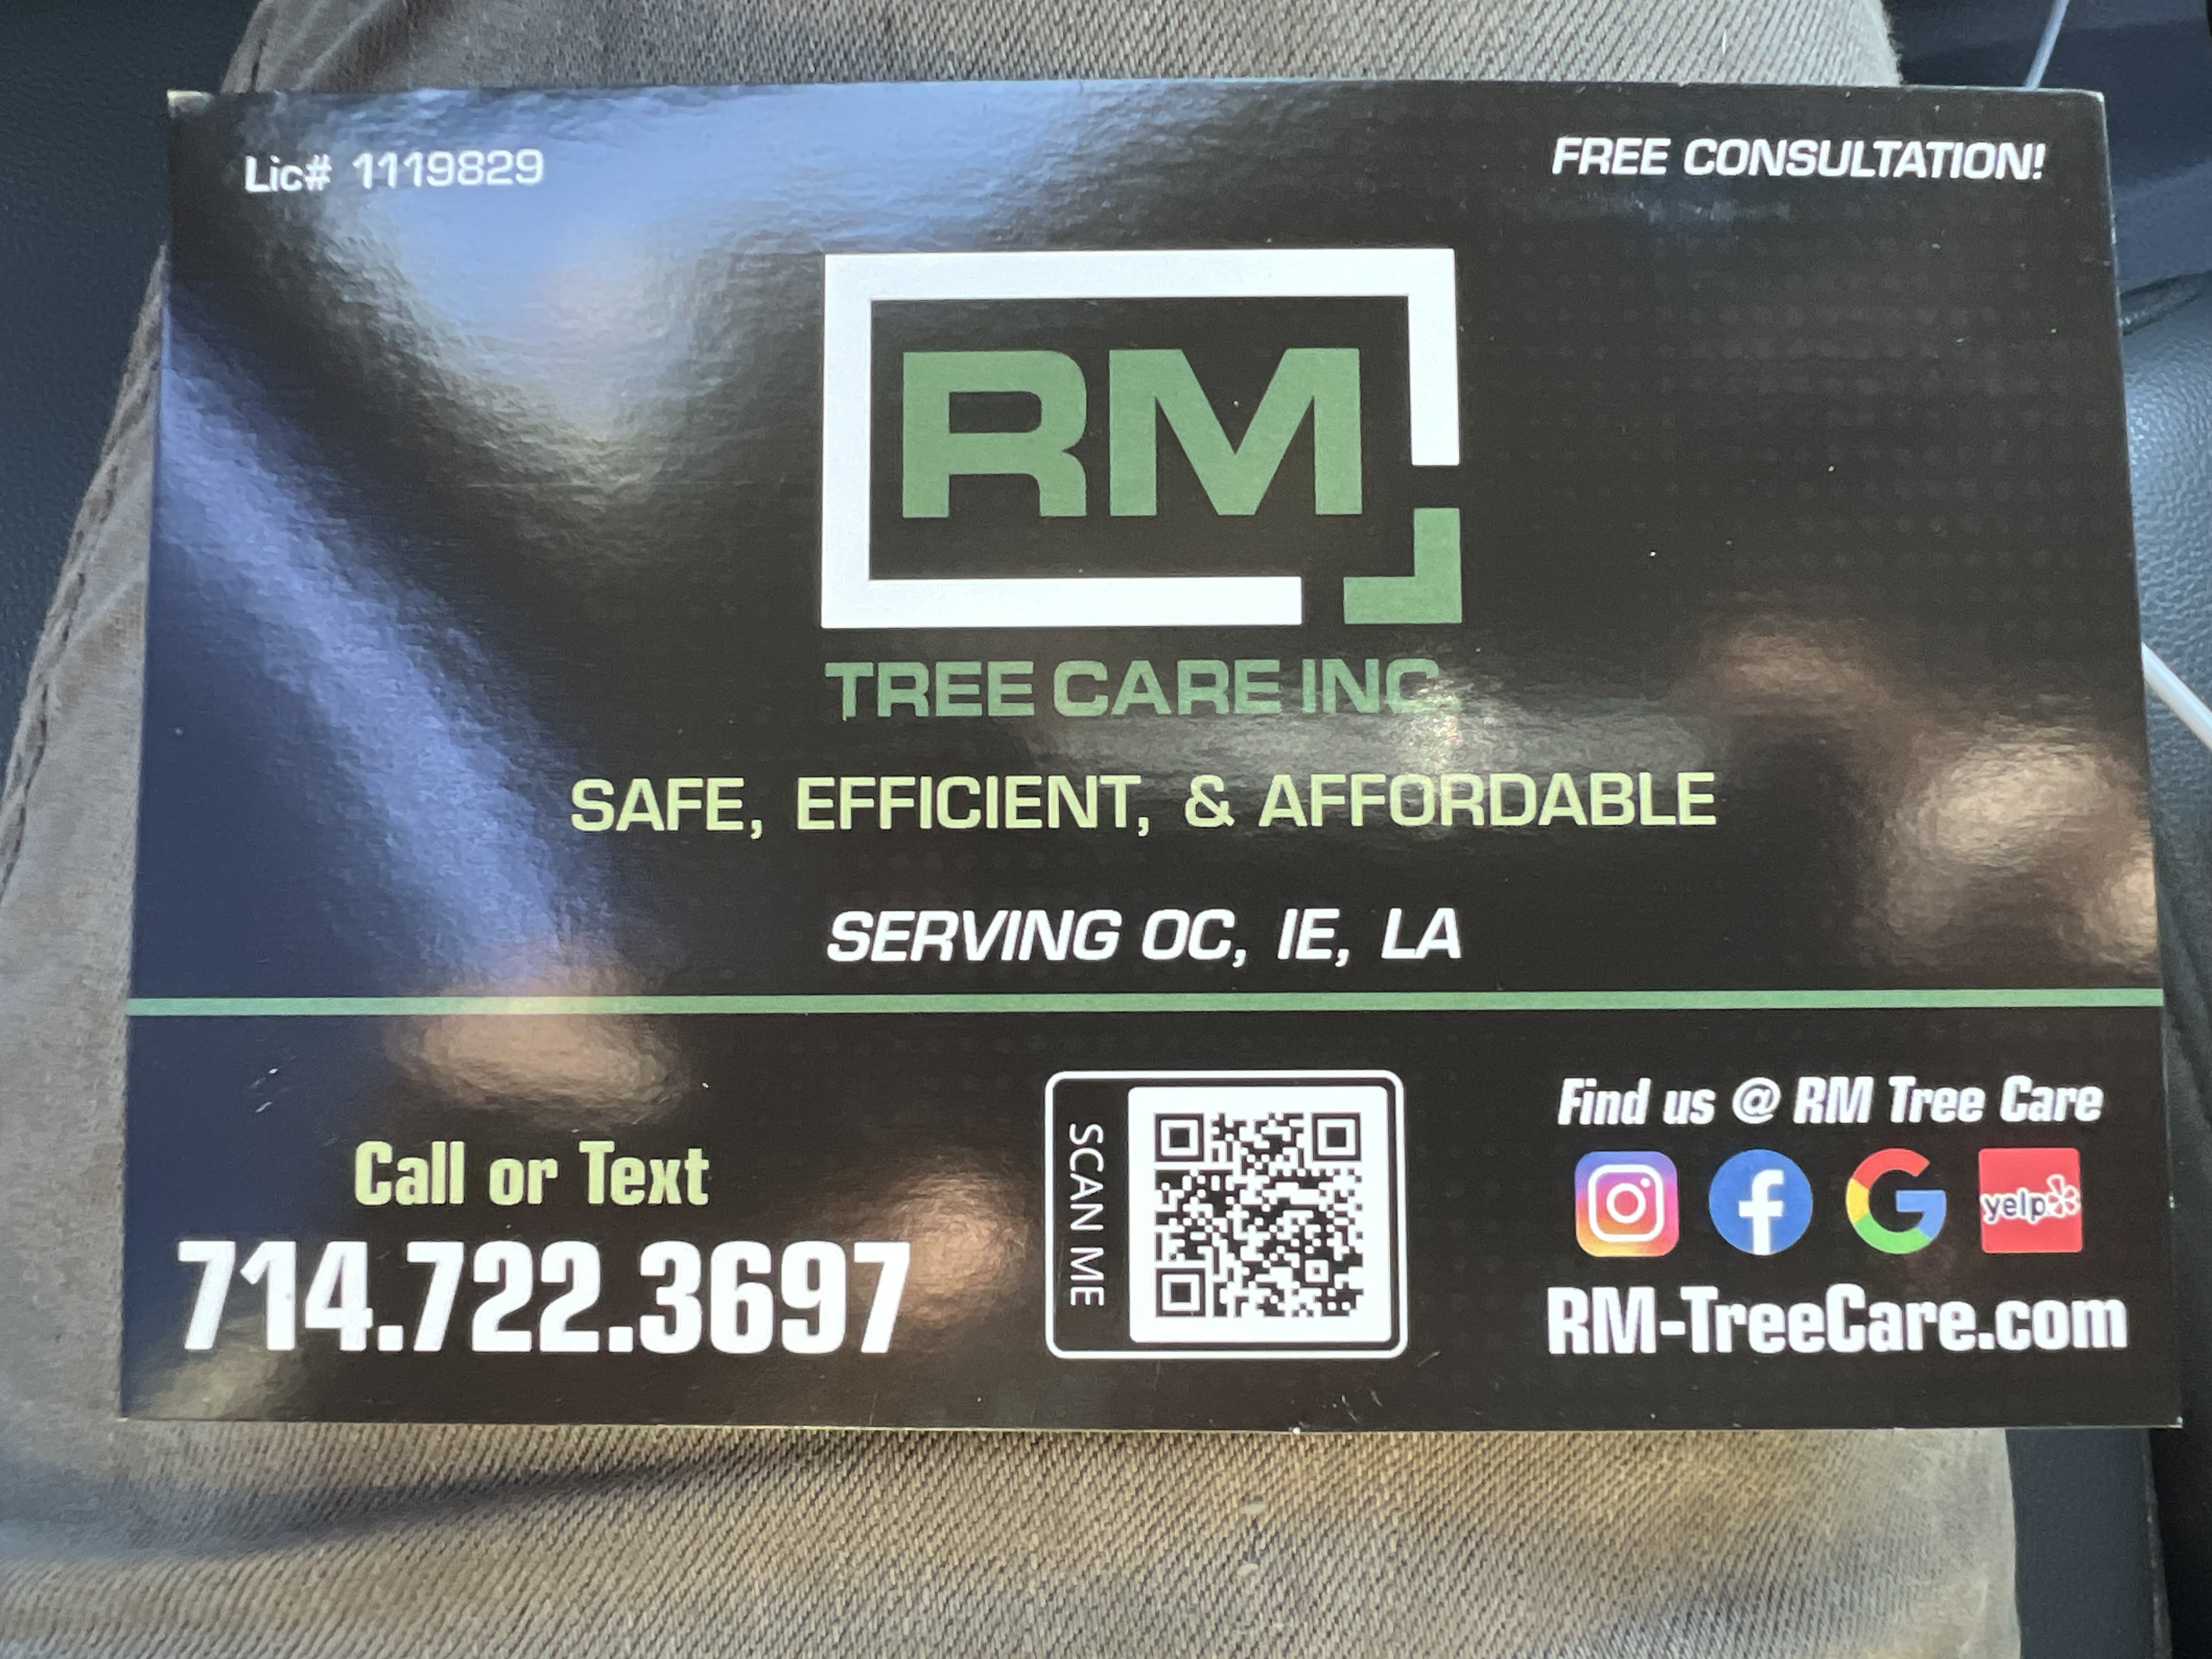 Lic# 1119829
FREE CONSULTATION!
RM
TREE CARE INC.
SAFE, EFFICIENT, & AFFORDABLE
SERVING OC, IE, LA
Call or Text
714.722.3697
SCAN ME
Find us @ RM Tree Care
yelp
RM-TreeCare.com